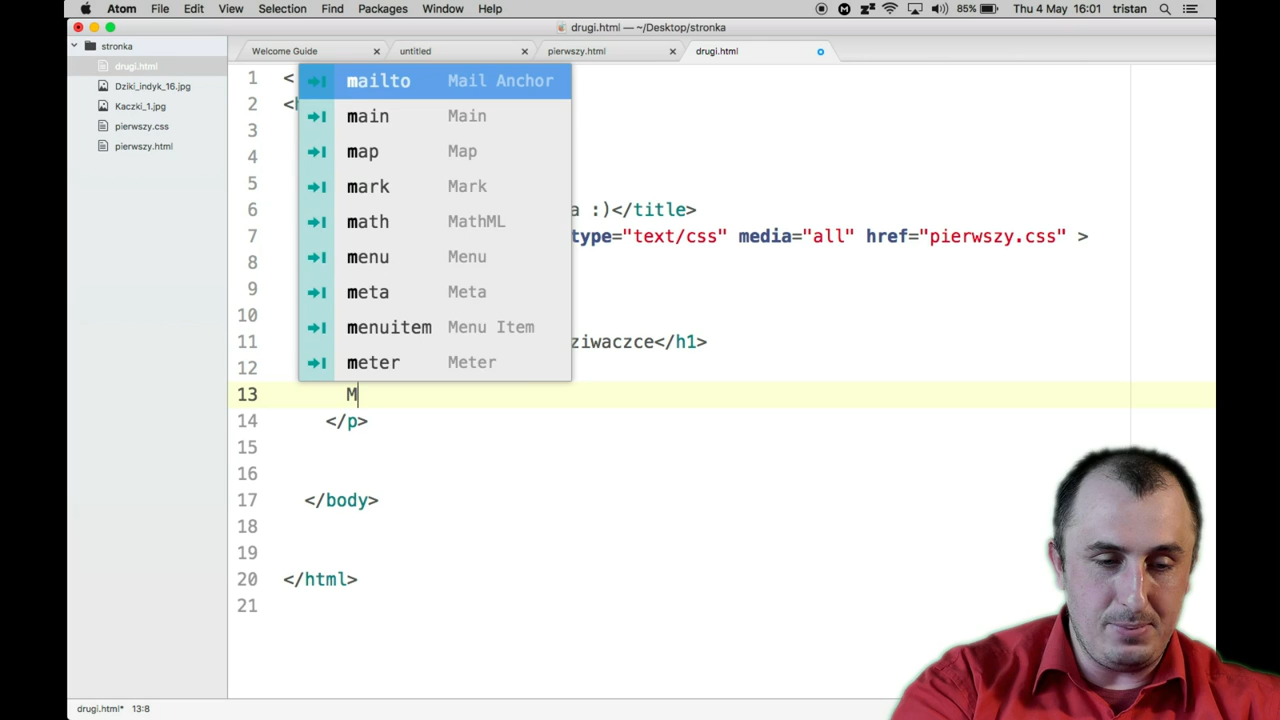 Atom File Edit View Selection Find Packages Window Help 85% Thu 4 May 16:01 tristan
drugi.html — ~/Desktop/stronka
stronka
drugi.html
Dziki_indyk_16.jpg
Kaczki_1.jpg
pierwszy.css
pierwszy.html
Welcome Guide untitled pierwszy.html drugi.html
1 <
2 <h
3
4
5
6 a :)</title>
7 type="text/css" media="all" href="pierwszy.css" >
8
9
10
11 ziwaczce</h1>
12
13 M
14 </p>
15
16
17 </body>
18
19
20 </html>
21
mailto Mail Anchor
main Main
map Map
mark Mark
math MathML
menu Menu
meta Meta
menuitem Menu Item
meter Meter
drugi.html* 13:8